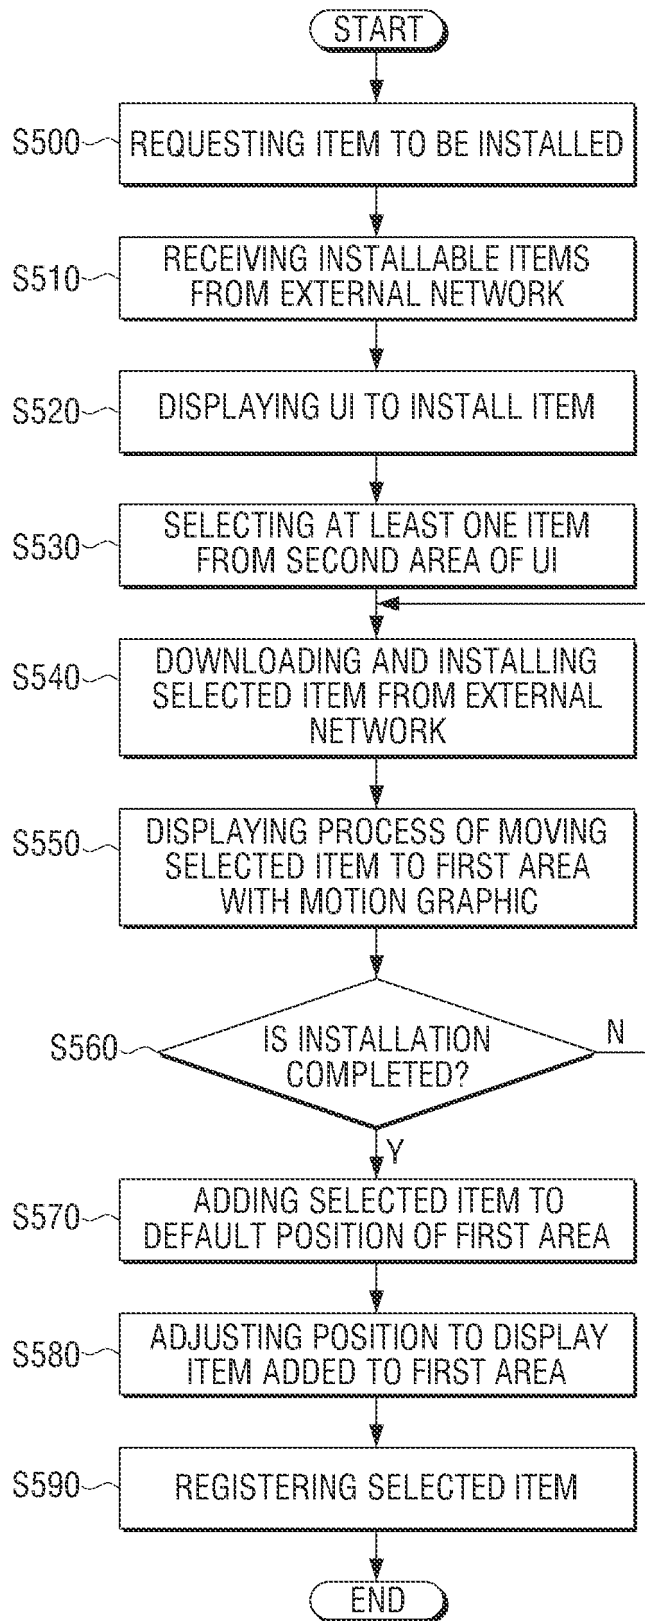 START
S500
REQUESTING ITEM TO BE INSTALLED
S510
RECEIVING INSTALLABLE ITEMS
FROM EXTERNAL NETWORK
S520
DISPLAYING UI TO INSTALL ITEM
S530
SELECTING AT LEAST ONE ITEM
FROM SECOND AREA OF UI
S540
DOWNLOADING AND INSTALLING
SELECTED ITEM FROM EXTERNAL
NETWORK
S550
DISPLAYING PROCESS OF MOVING
SELECTED ITEM TO FIRST AREA
WITH MOTION GRAPHIC
S560
IS INSTALLATION
COMPLETED?
N
Y
S570
ADDING SELECTED ITEM TO
DEFAULT POSITION OF FIRST AREA
S580
ADJUSTING POSITION TO DISPLAY
ITEM ADDED TO FIRST AREA
S590
REGISTERING SELECTED ITEM
END